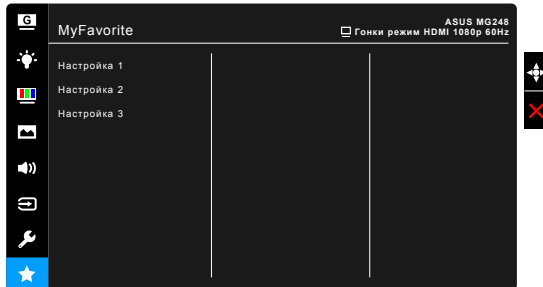 G
MyFavorite
ASUS MG248
Гонки режим HDMI 1080p 60Hz
Настройка 1
Настройка 2
Настройка 3